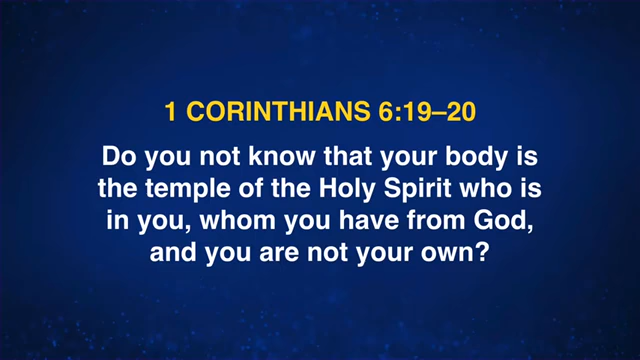 1 CORINTHIANS 6:19–20
Do you not know that your body is
the temple of the Holy Spirit who is
in you, whom you have from God,
and you are not your own?